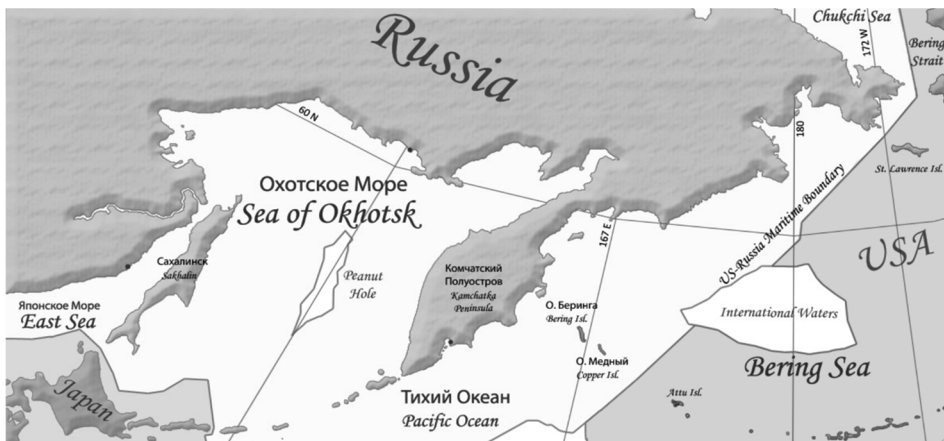 Chukchi Sea
172 W
Bering
Strait
Russia
60 N
180
St. Lawrence Isl.
Охотское Море
Sea of Okhotsk
167 E
US-Russia Maritime Boundary
USA
Сахалинск
Sakhalin
Peanut
Hole
Комчатский
Полуостров
Kamchatka
Peninsula
Японское Море
East Sea
О. Беринга
Bering Isl.
International Waters
О. Медный
Copper Isl.
Bering Sea
Japan
Тихий Океан
Pacific Ocean
Attu Isl.